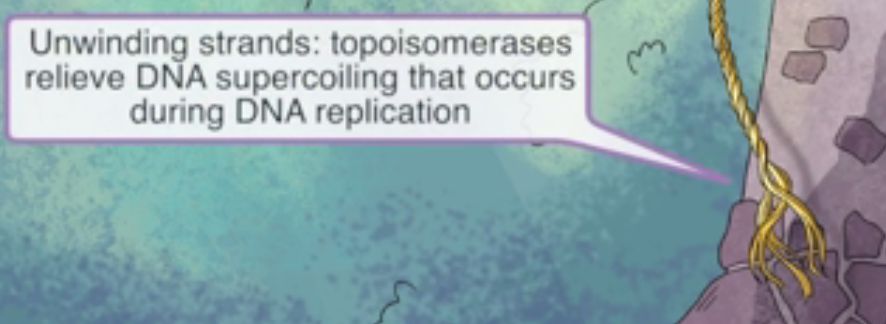 Unwinding strands: topoisomerases
relieve DNA supercoiling that occurs
during DNA replication